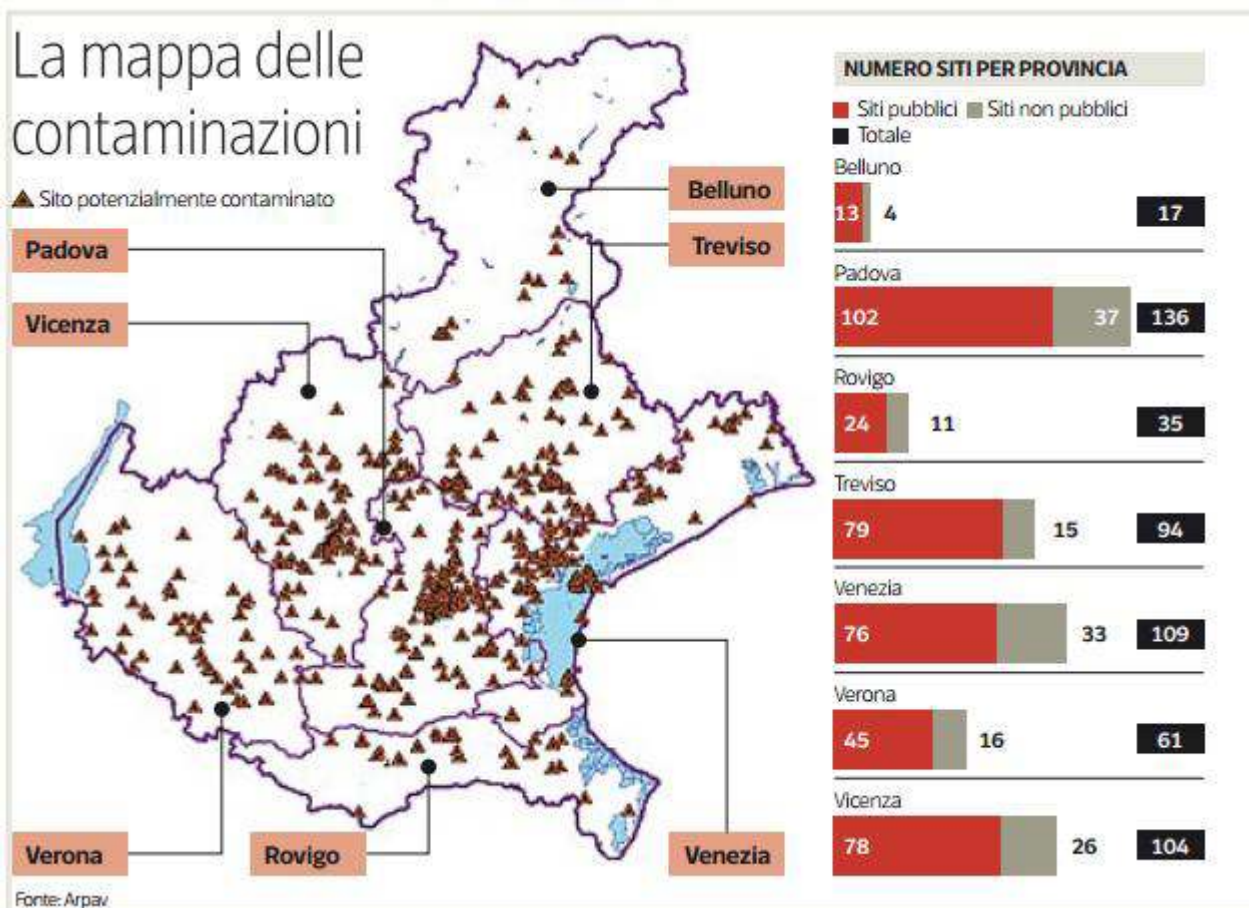 La mappa delle
contaminazioni
Sito potenzialmente contaminato
Padova
Vicenza
Belluno
Treviso
Verona
Rovigo
Venezia
Fonte: Arpav
NUMERO SITI PER PROVINCIA
Siti pubblici Siti non pubblici
Totale
Belluno
13 4 17
Padova
102 37 136
Rovigo
24 11 35
Treviso
79 15 94
Venezia
76 33 109
Verona
45 16 61
Vicenza
78 26 104